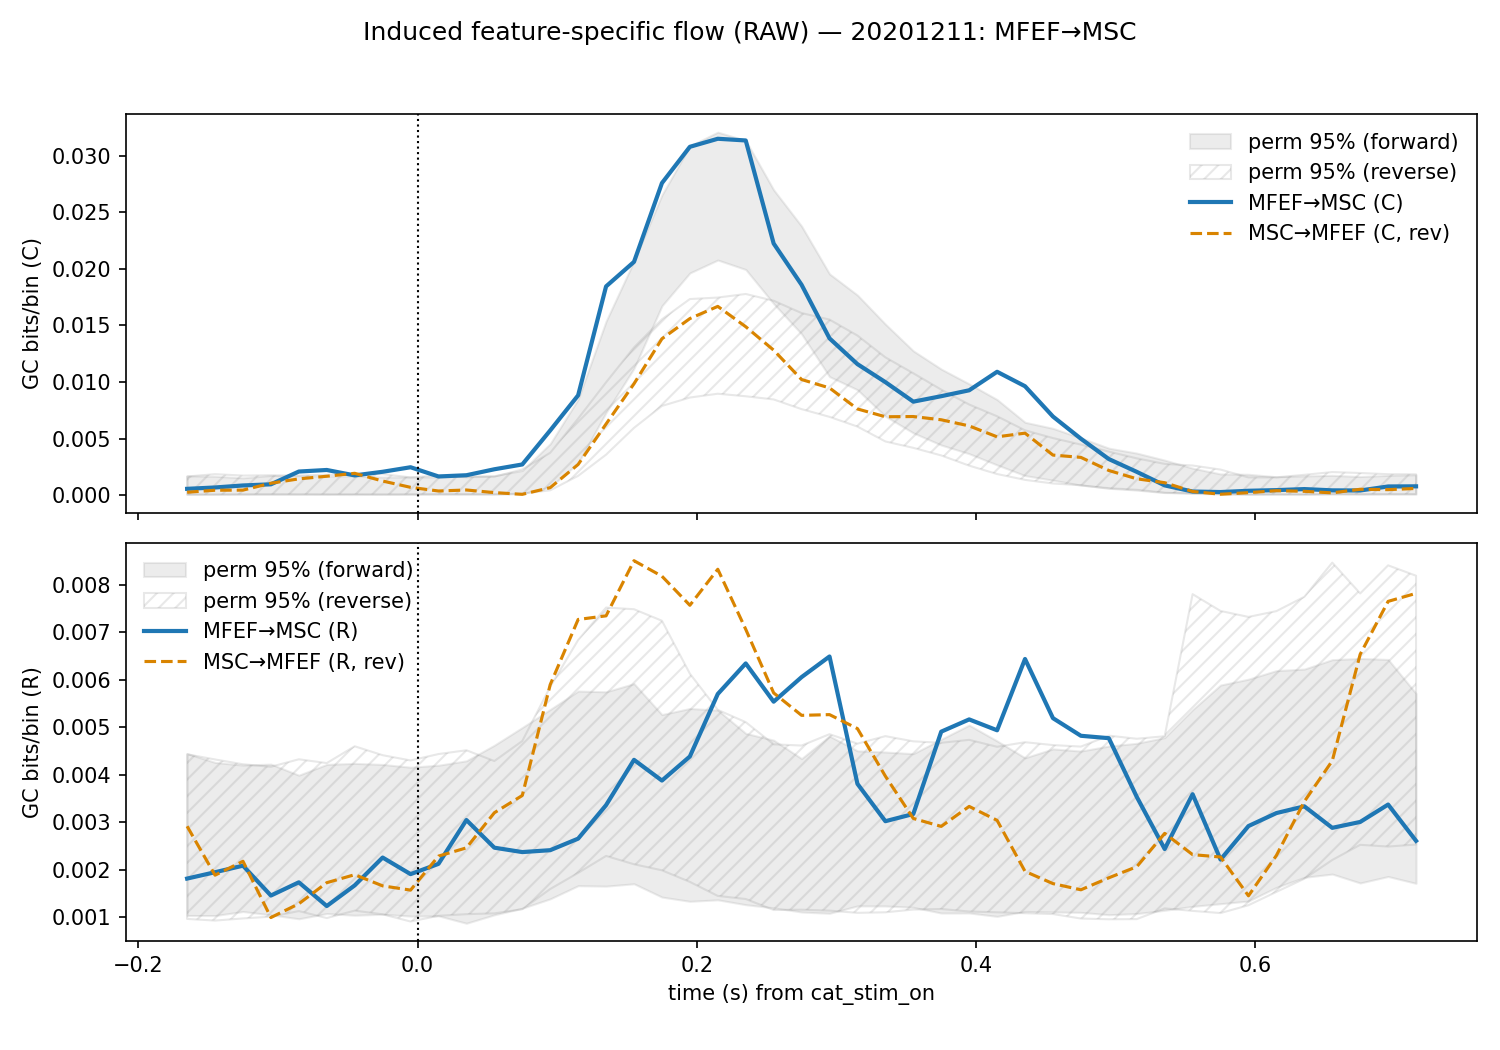 Induced feature-specific flow (RAW) — 20201211: MFEF→MSC
GC bits/bin (C)
0.030
0.025
0.020
0.015
0.010
0.005
0.000
perm 95% (forward)
perm 95% (reverse)
MFEF→MSC (C)
MSC→MFEF (C, rev)
GC bits/bin (R)
0.008
0.007
0.006
0.005
0.004
0.003
0.002
0.001
perm 95% (forward)
perm 95% (reverse)
MFEF→MSC (R)
MSC→MFEF (R, rev)
−0.2 0.0 0.2 0.4 0.6
time (s) from cat_stim_on